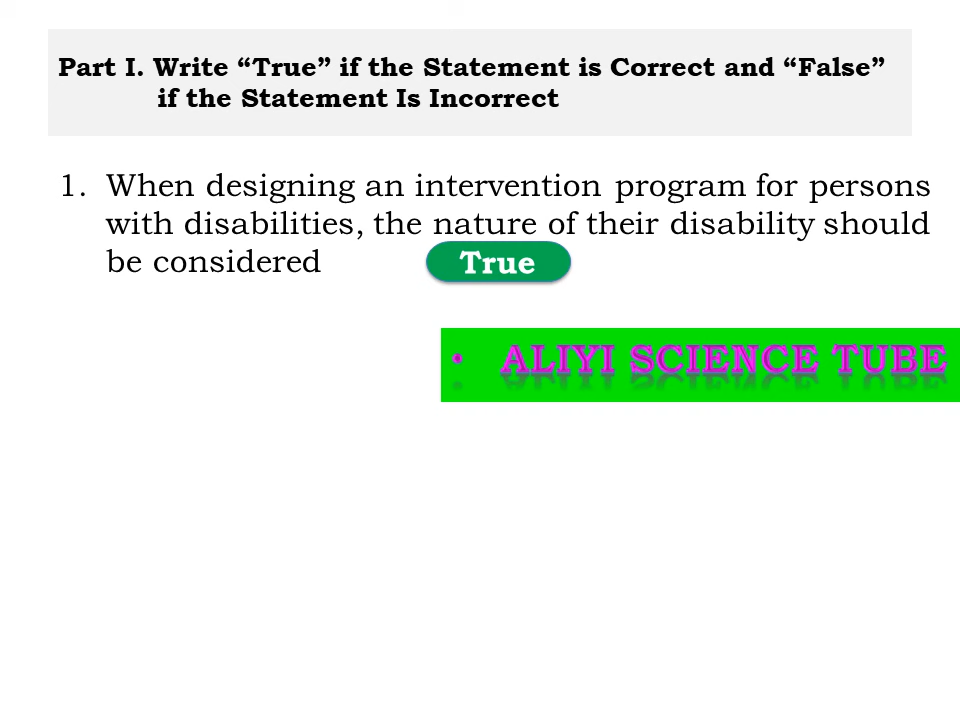 Part I. Write “True” if the Statement is Correct and “False”
if the Statement Is Incorrect
1. When designing an intervention program for persons
with disabilities, the nature of their disability should
be considered
True
• ALIYI SCIENCE TUBE